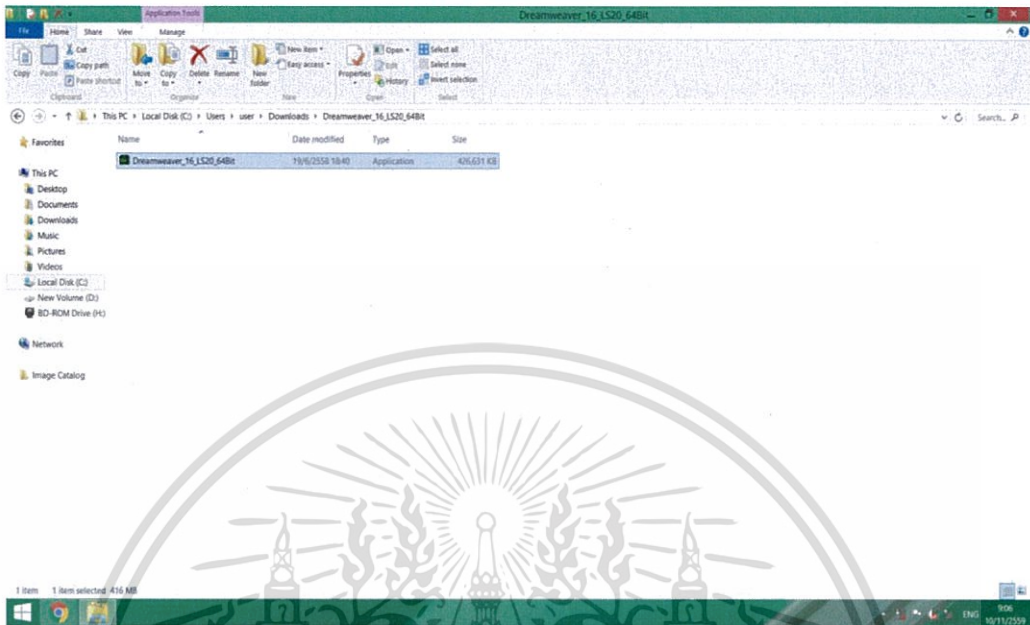 Application Tools
Dreamweaver_16_LS20_64Bit
File Home Share View Manage
Copy
Paste
Cut
Copy path
Paste shortcut
Clipboard
Move to
Copy to
Delete
Rename
Organize
New folder
New item
Easy access
New
Properties
Open
Edit
History
Open
Select all
Select none
Invert selection
Select
This PC Local Disk (C:) Users user Downloads Dreamweaver_16_LS20_64Bit
Search..
Favorites
This PC
Desktop
Documents
Downloads
Music
Pictures
Videos
Local Disk (C:)
New Volume (D:)
BD-ROM Drive (H:)
Network
Image Catalog
Name Date modified Type Size
Dreamweaver_16_LS20_64Bit 19/6/2558 18:40 Application 426,631 KB
1 item 1 item selected 416 MB
ENG
9:06
10/11/2559